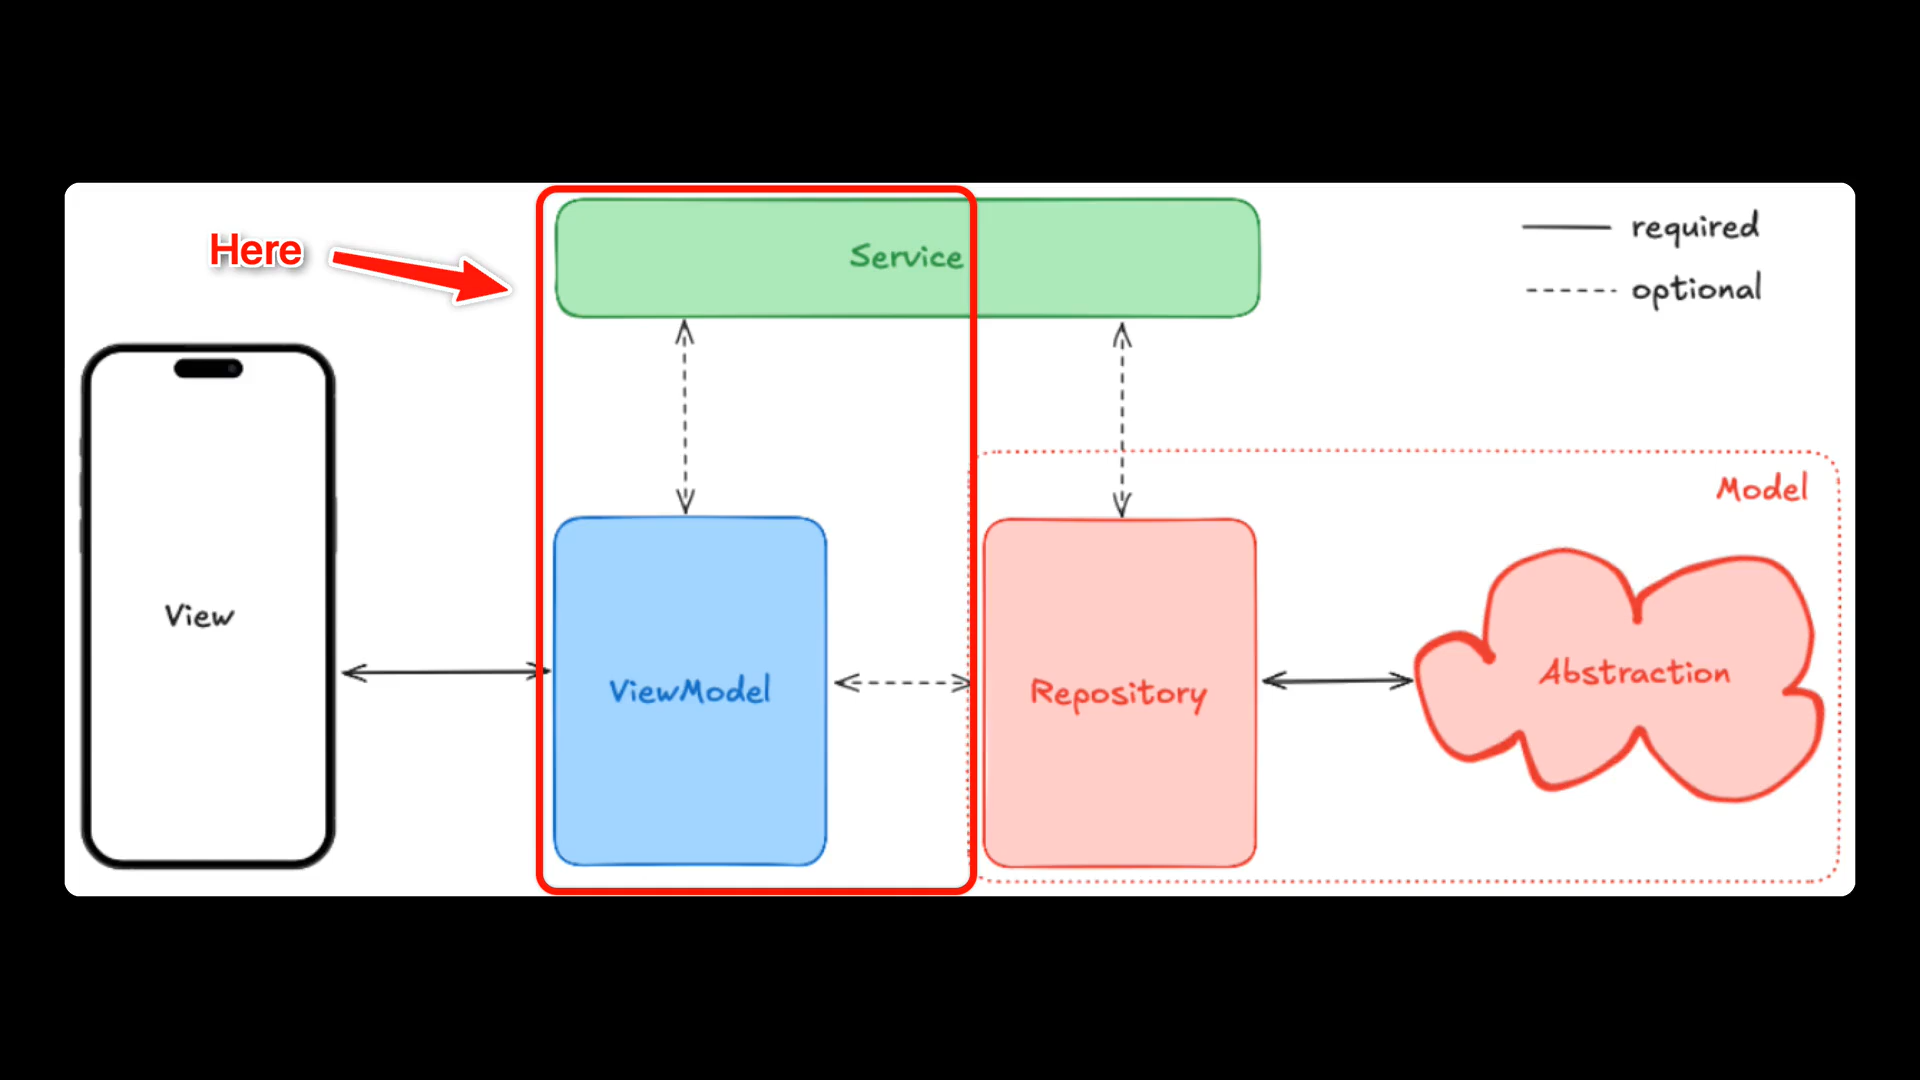 Here
Service
required
optional
Model
View
ViewModel
Repository
Abstraction